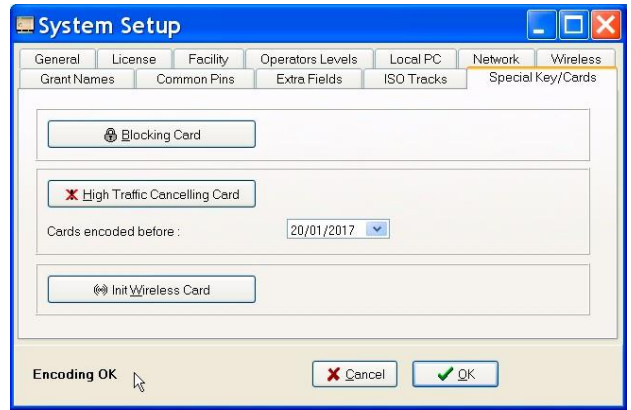 System Setup
General License Facility Operators Levels Local PC Network Wireless
Grant Names Common Pins Extra Fields ISO Tracks Special Key/Cards
Blocking Card
High Traffic Cancelling Card
Cards encoded before : 20/01/2017
Init Wireless Card
Encoding OK Cancel OK